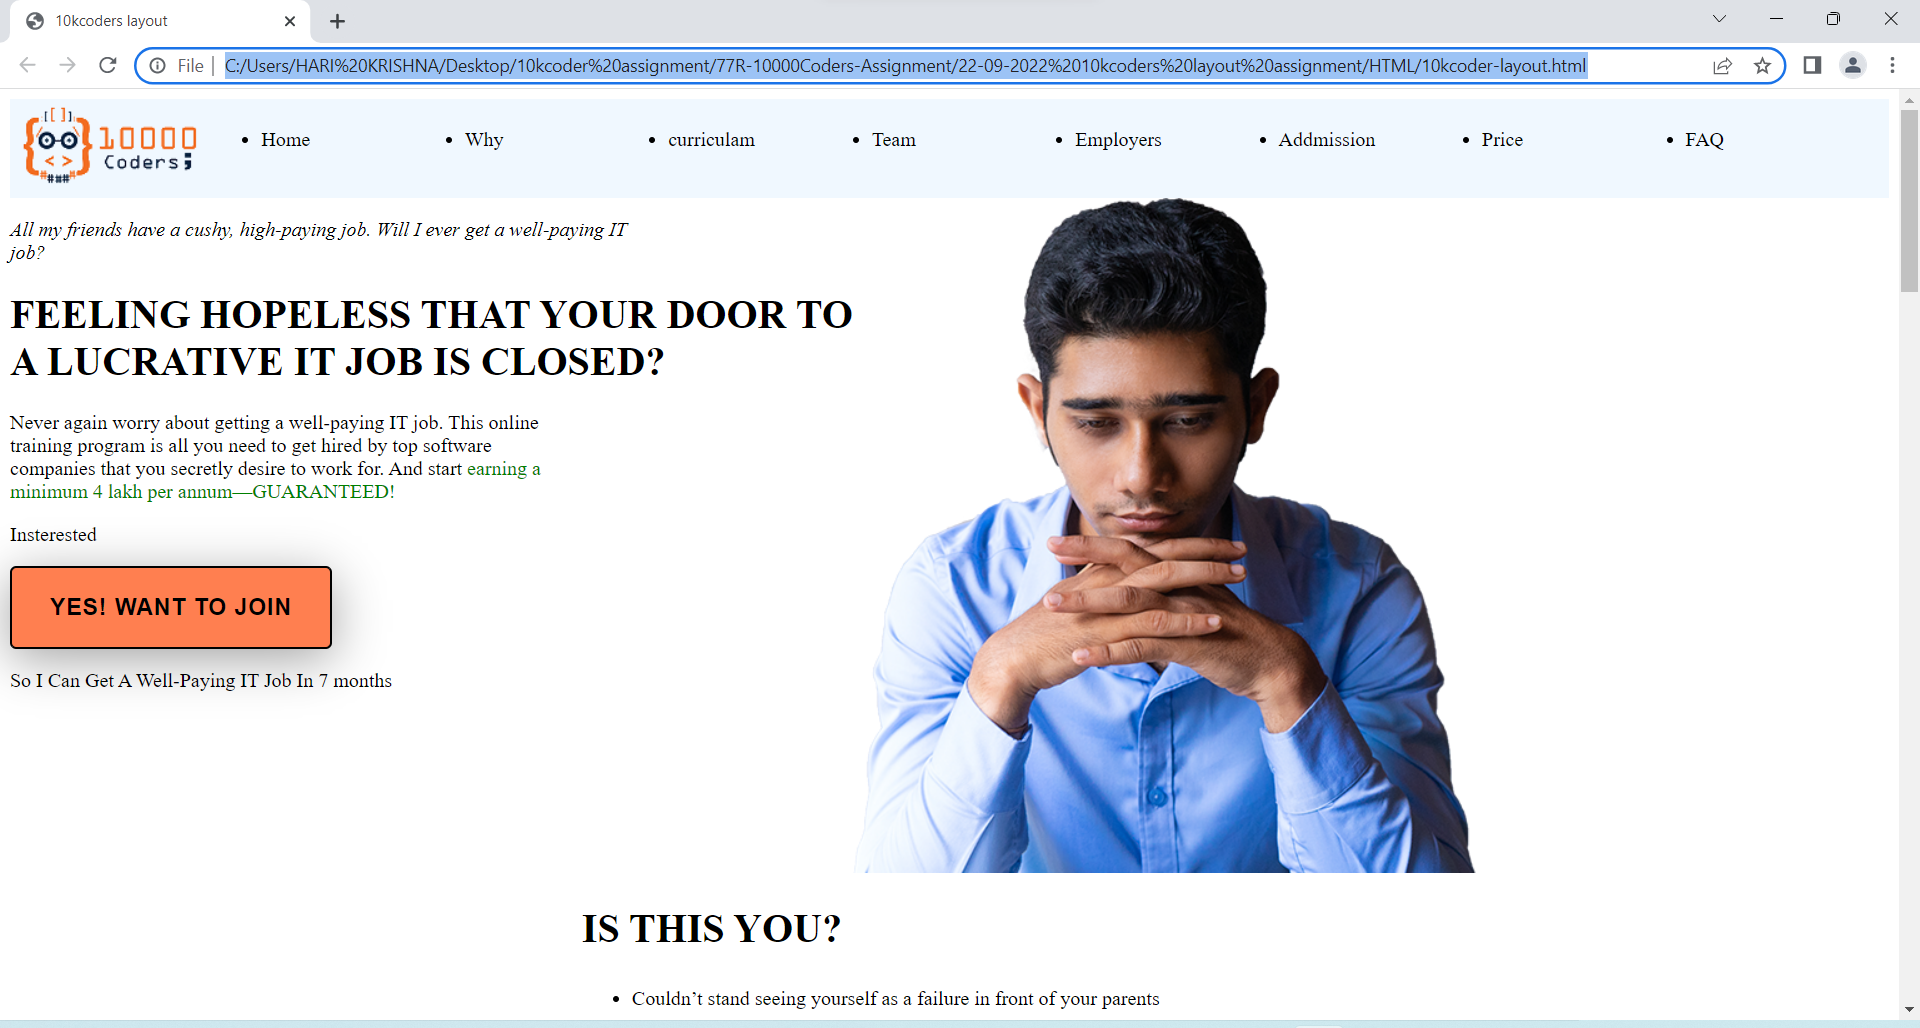 10kcoders layout
File
C:/Users/HARI%20KRISHNA/Desktop/10kcoder%20assignment/77R-10000Coders-Assignment/22-09-2022%2010kcoders%20layout%20assignment/HTML/10kcoder-layout.html
10000
Coders;
Home
Why
curriculam
Team
Employers
Addmission
Price
FAQ
All my friends have a cushy, high-paying job. Will I ever get a well-paying IT
job?
FEELING HOPELESS THAT YOUR DOOR TO
A LUCRATIVE IT JOB IS CLOSED?
Never again worry about getting a well-paying IT job. This online
training program is all you need to get hired by top software
companies that you secretly desire to work for. And start earning a
minimum 4 lakh per annum—GUARANTEED!
Insterested
YES! WANT TO JOIN
So I Can Get A Well-Paying IT Job In 7 months
IS THIS YOU?
Couldn’t stand seeing yourself as a failure in front of your parents